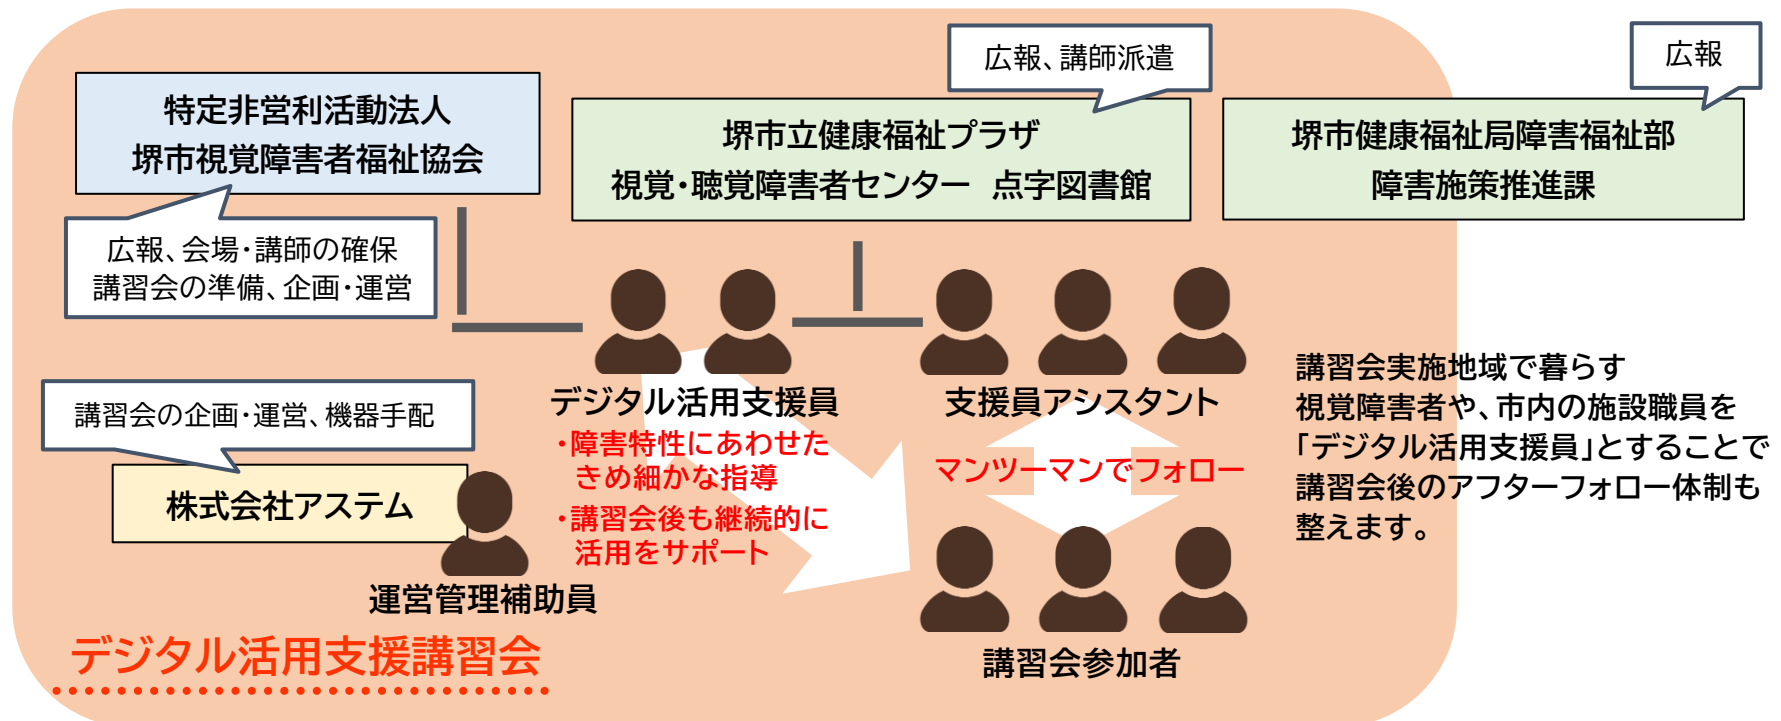 広報、講師派遣
広報
特定非営利活動法人
堺市視覚障害者福祉協会
堺市立健康福祉プラザ
視覚・聴覚障害者センター 点字図書館
堺市健康福祉局障害福祉部
障害施策推進課
広報、会場・講師の確保
講習会の準備、企画・運営
デジタル活用支援員
・障害特性にあわせた
きめ細かな指導
・講習会後も継続的に
活用をサポート
支援員アシスタント
マンツーマンでフォロー
講習会参加者
講習会の企画・運営、機器手配
株式会社アステム
運営管理補助員
デジタル活用支援講習会
講習会実施地域で暮らす
視覚障害者や、市内の施設職員を
「デジタル活用支援員」とすることで
講習会後のアフターフォロー体制も
整えます。